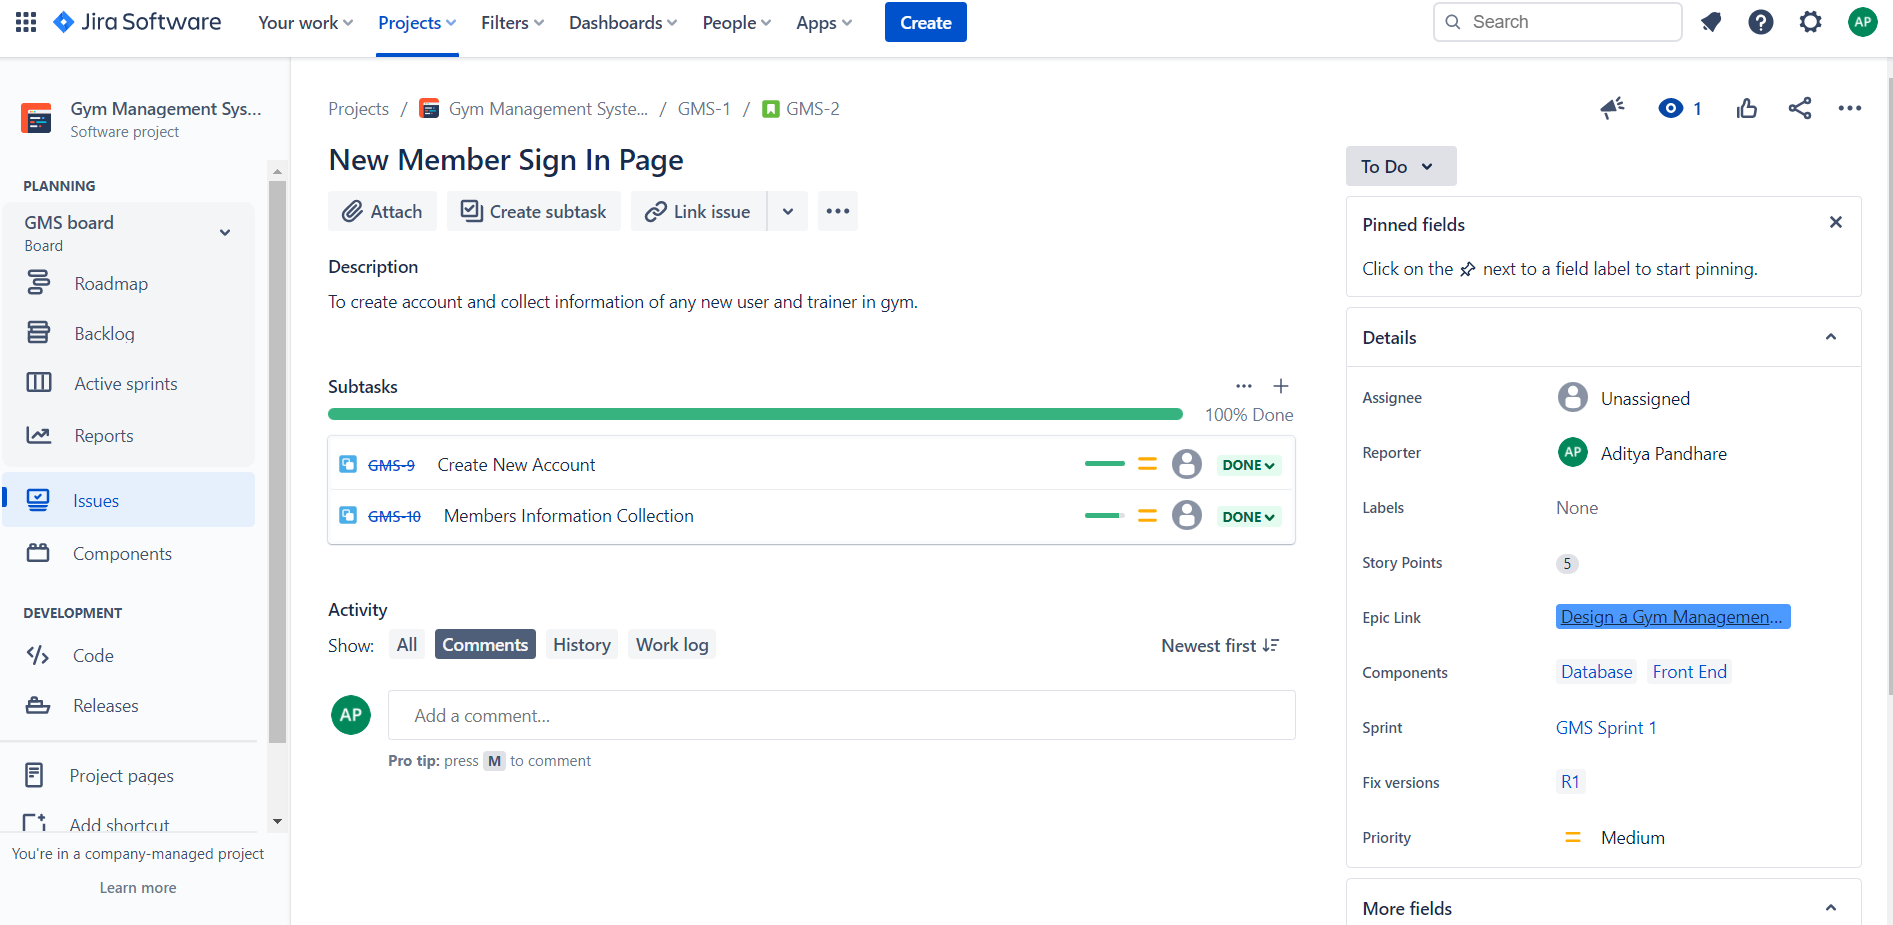 Jira Software
Your work
Projects
Filters
Dashboards
People
Apps
Create
Search
AP
Gym Management Sys...
Software project
PLANNING
GMS board
Board
Roadmap
Backlog
Active sprints
Reports
Issues
Components
DEVELOPMENT
Code
Releases
Project pages
Add shortcut
You're in a company-managed project
Learn more
Projects / Gym Management Syste... / GMS-1 / GMS-2
1
New Member Sign In Page
Attach
Create subtask
Link issue
Description
To create account and collect information of any new user and trainer in gym.
Subtasks
100% Done
GMS-9 Create New Account DONE
GMS-10 Members Information Collection DONE
Activity
Show: All Comments History Work log Newest first
AP
Add a comment...
Pro tip: press M to comment
To Do
Pinned fields
Click on the next to a field label to start pinning.
Details
Assignee Unassigned
Reporter AP Aditya Pandhare
Labels None
Story Points 5
Epic Link Design a Gym Managemen...
Components Database Front End
Sprint GMS Sprint 1
Fix versions R1
Priority Medium
More fields